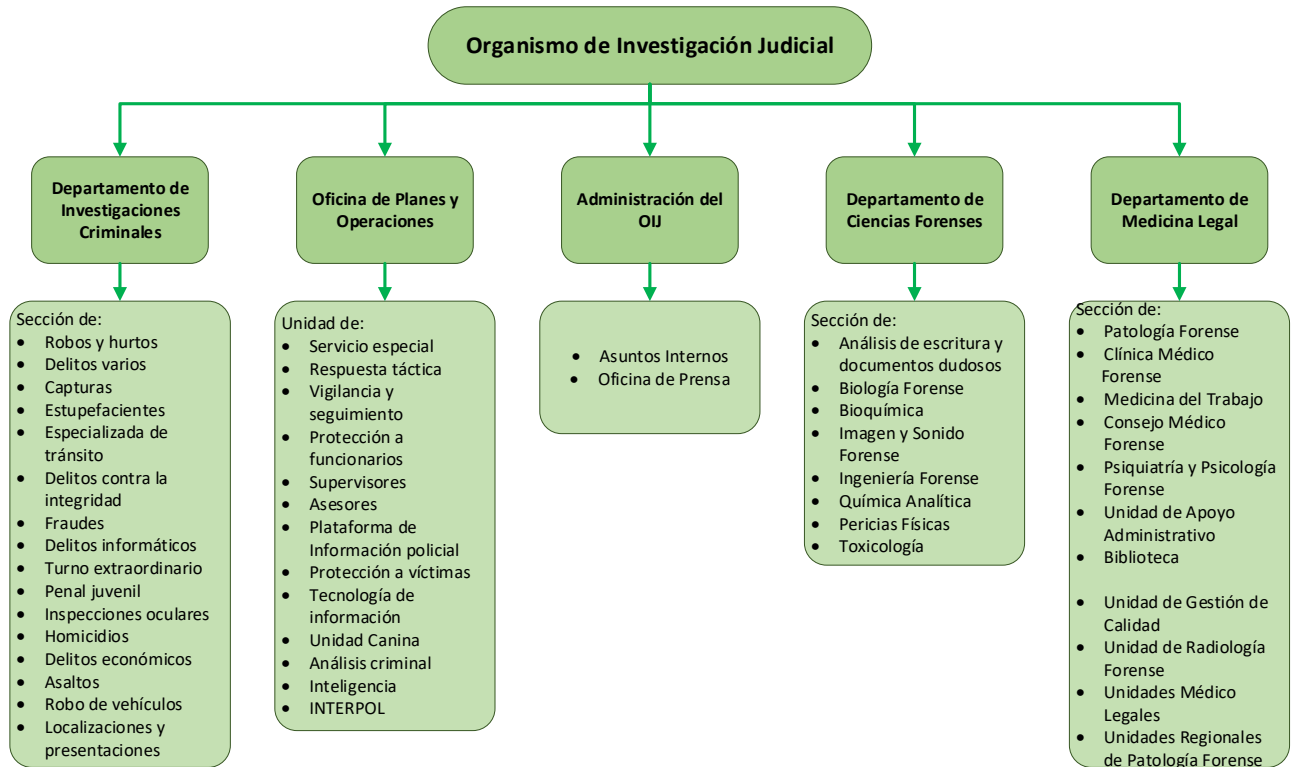 Organismo de Investigación Judicial
Departamento de
Investigaciones
Criminales
Oficina de Planes y
Operaciones
Administración del
OIJ
Departamento de
Ciencias Forenses
Departamento de
Medicina Legal
Sección de:
• Robos y hurtos
• Delitos varios
• Capturas
• Estupefacientes
• Especializada de
tránsito
• Delitos contra la
integridad
• Fraudes
• Delitos informáticos
• Turno extraordinario
• Penal juvenil
• Inspecciones oculares
• Homicidios
• Delitos económicos
• Asaltos
• Robo de vehículos
• Localizaciones y
presentaciones
Unidad de:
• Servicio especial
• Respuesta táctica
• Vigilancia y
seguimiento
• Protección a
funcionarios
• Supervisores
• Asesores
• Plataforma de
Información policial
• Protección a víctimas
• Tecnología de
información
• Unidad Canina
• Análisis criminal
• Inteligencia
• INTERPOL
• Asuntos Internos
• Oficina de Prensa
Sección de:
• Análisis de escritura y
documentos dudosos
• Biología Forense
• Bioquímica
• Imagen y Sonido
Forense
• Ingeniería Forense
• Química Analítica
• Pericias Físicas
• Toxicología
Sección de:
• Patología Forense
• Clínica Médico
Forense
• Medicina del Trabajo
• Consejo Médico
Forense
• Psiquiatría y Psicología
Forense
• Unidad de Apoyo
Administrativo
• Biblioteca
• Unidad de Gestión de
Calidad
• Unidad de Radiología
Forense
• Unidades Médico
Legales
• Unidades Regionales
de Patología Forense